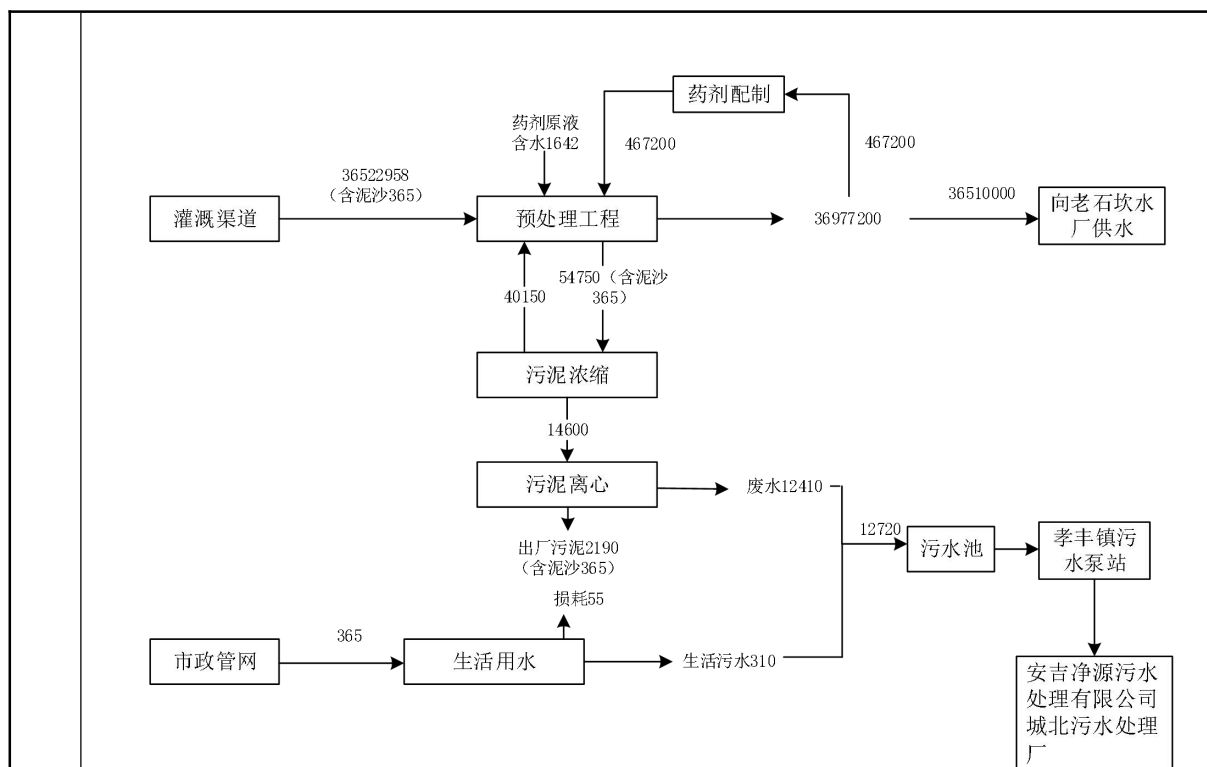 药剂配制
药剂原液
含水1642
467200
467200
36522958
（含泥沙365）
36510000
灌溉渠道
预处理工程
36977200
向老石坎水
厂供水
40150
54750（含泥沙
365）
污泥浓缩
14600
污泥离心
废水12410
12720
出厂污泥2190
（含泥沙365）
污水池
孝丰镇污
水泵站
损耗55
365
市政管网
生活用水
生活污水310
安吉净源污水
处理有限公司
城北污水处理
厂